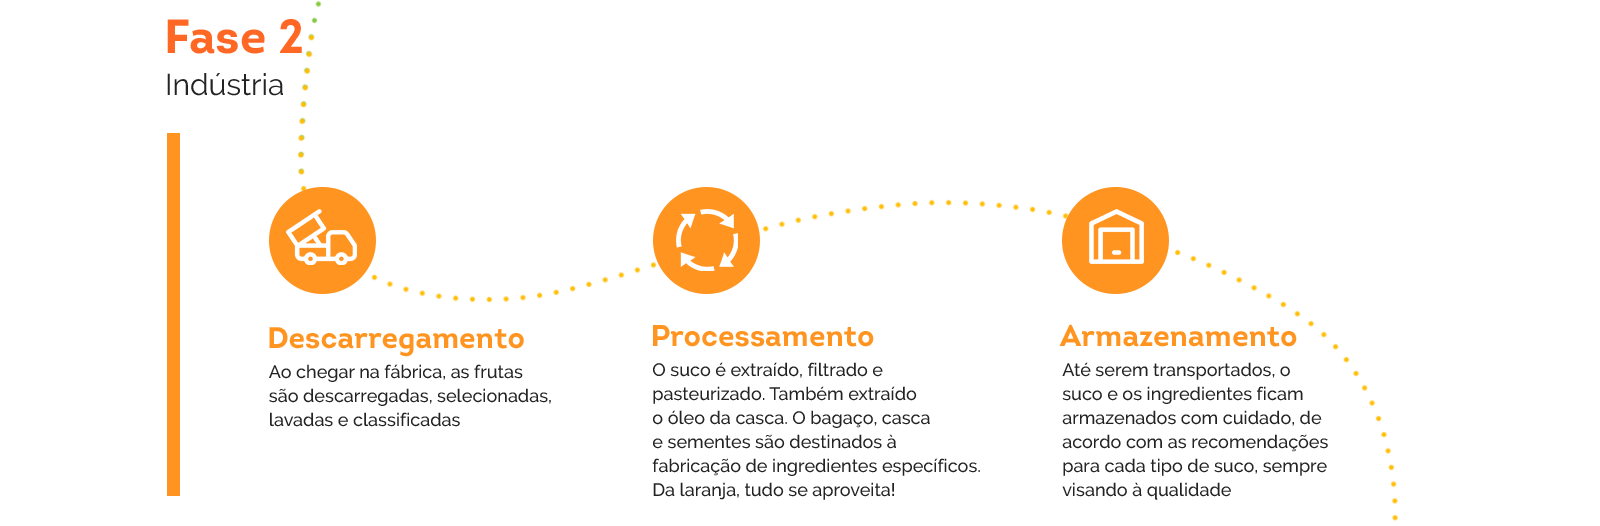 Fase 2
Indústria
Descarregamento
Ao chegar na fábrica, as frutas
são descarregadas, selecionadas,
lavadas e classificadas
Processamento
O suco é extraído, filtrado e
pasteurizado. Também extraído
o óleo da casca. O bagaço, casca
e sementes são destinados à
fabricação de ingredientes específicos.
Da laranja, tudo se aproveita!
Armazenamento
Até serem transportados, o
suco e os ingredientes ficam
armazenados com cuidado, de
acordo com as recomendações
para cada tipo de suco, sempre
visando à qualidade